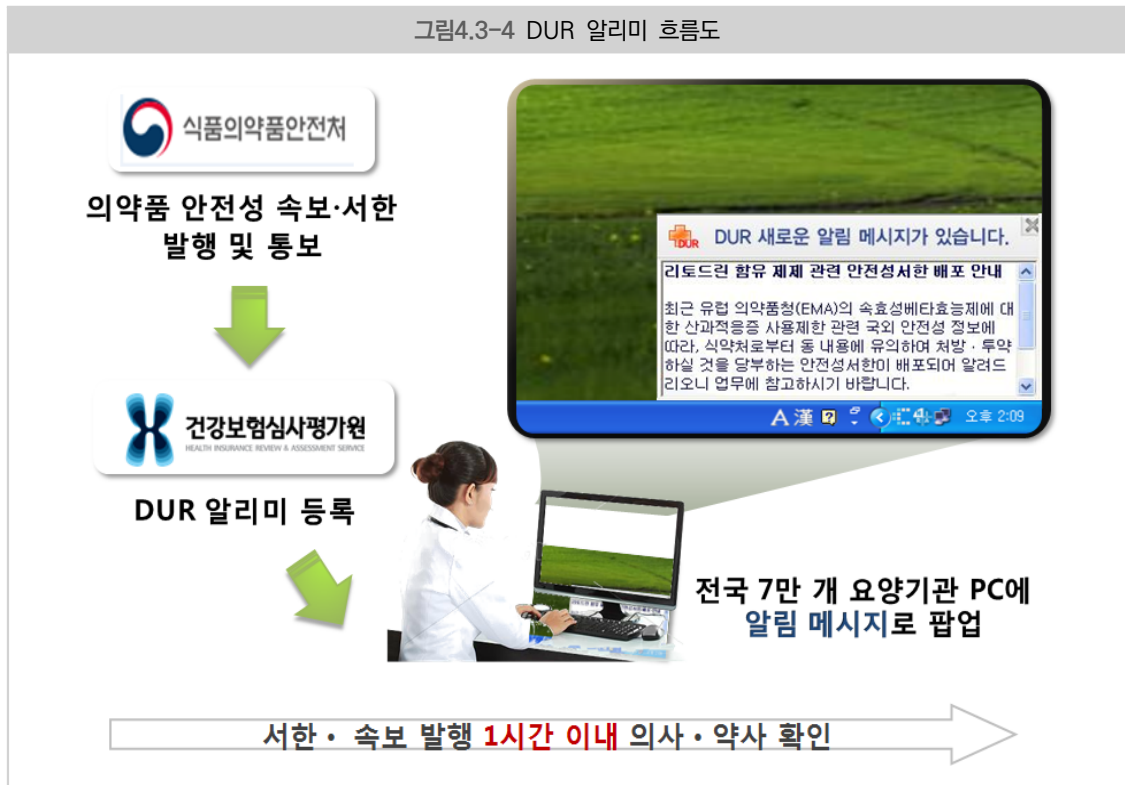 그림4.3-4 DUR 알리미 흐름도
식품의약품안전처
의약품 안전성 속보·서한
발행 및 통보
건강보험심사평가원
HEALTH INSURANCE REVIEW & ASSESSMENT SERVICE
DUR 알리미 등록
DUR
DUR 새로운 알림 메시지가 있습니다.
리토드린 함유 제제 관련 안전성서한 배포 안내
최근 유럽 의약품청(EMA)의 속효성베타효능제에 대
한 산과적응증 사용제한 관련 국외 안전성 정보에
따라, 식약처로부터 동 내용에 유의하며 처방 · 투약
하실 것을 당부하는 안전성서한이 배포되어 알려드
리오니 업무에 참고하시기 바랍니다.
A 漢
오후 2:09
전국 7만 개 요양기관 PC에
알림 메시지로 팝업
서한 • 속보 발행 1시간 이내 의사 • 약사 확인